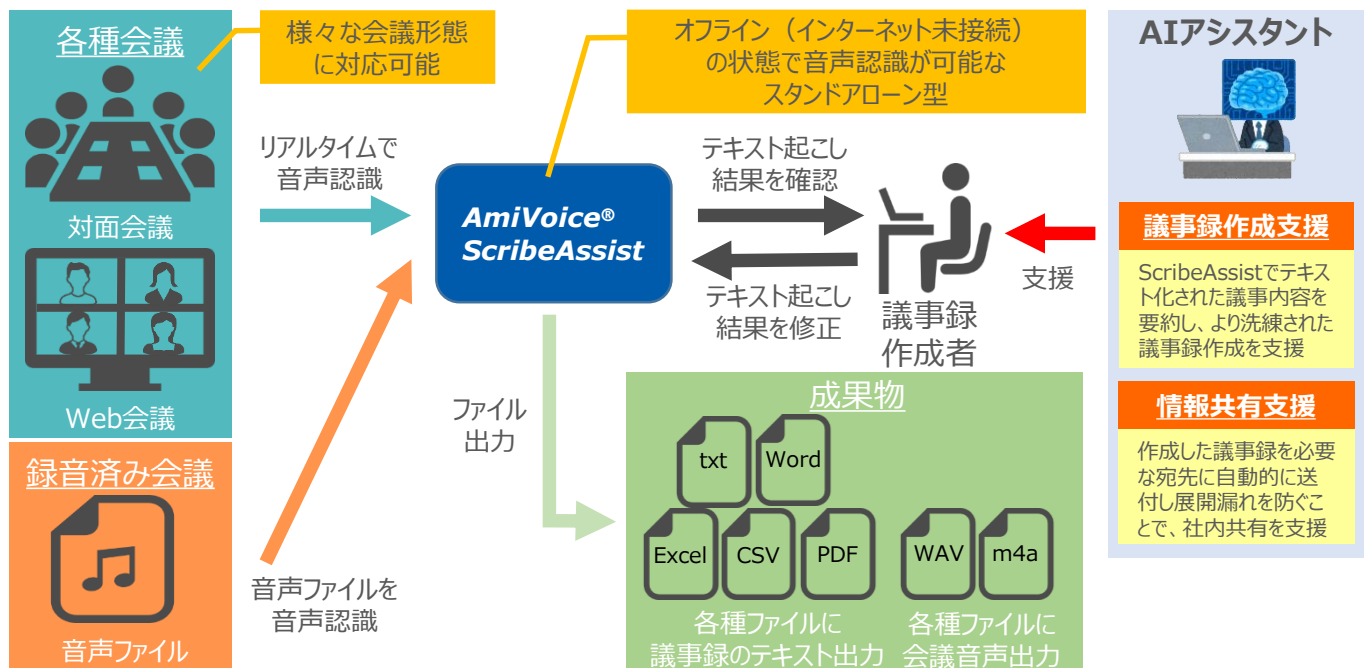 各種会議
対面会議
Web会議
録音済み会議
音声ファイル
様々な会議形態
に対応可能
リアルタイムで
音声認識
音声ファイルを
音声認識
オフライン（インターネット未接続）
の状態で音声認識が可能な
スタンドアローン型
AmiVoice®
ScribeAssist
テキスト起こし
結果を確認
テキスト起こし
結果を修正
議事録
作成者
支援
ファイル
出力
成果物
txt
Word
Excel
CSV
PDF
WAV
m4a
各種ファイルに
議事録のテキスト出力
各種ファイルに
会議音声出力
AIアシスタント
議事録作成支援
ScribeAssistでテキス
ト化された議事内容を
要約し、より洗練された
議事録作成を支援
情報共有支援
作成した議事録を必要
な宛先に自動的に送
付し展開漏れを防ぐこ
とで、社内共有を支援